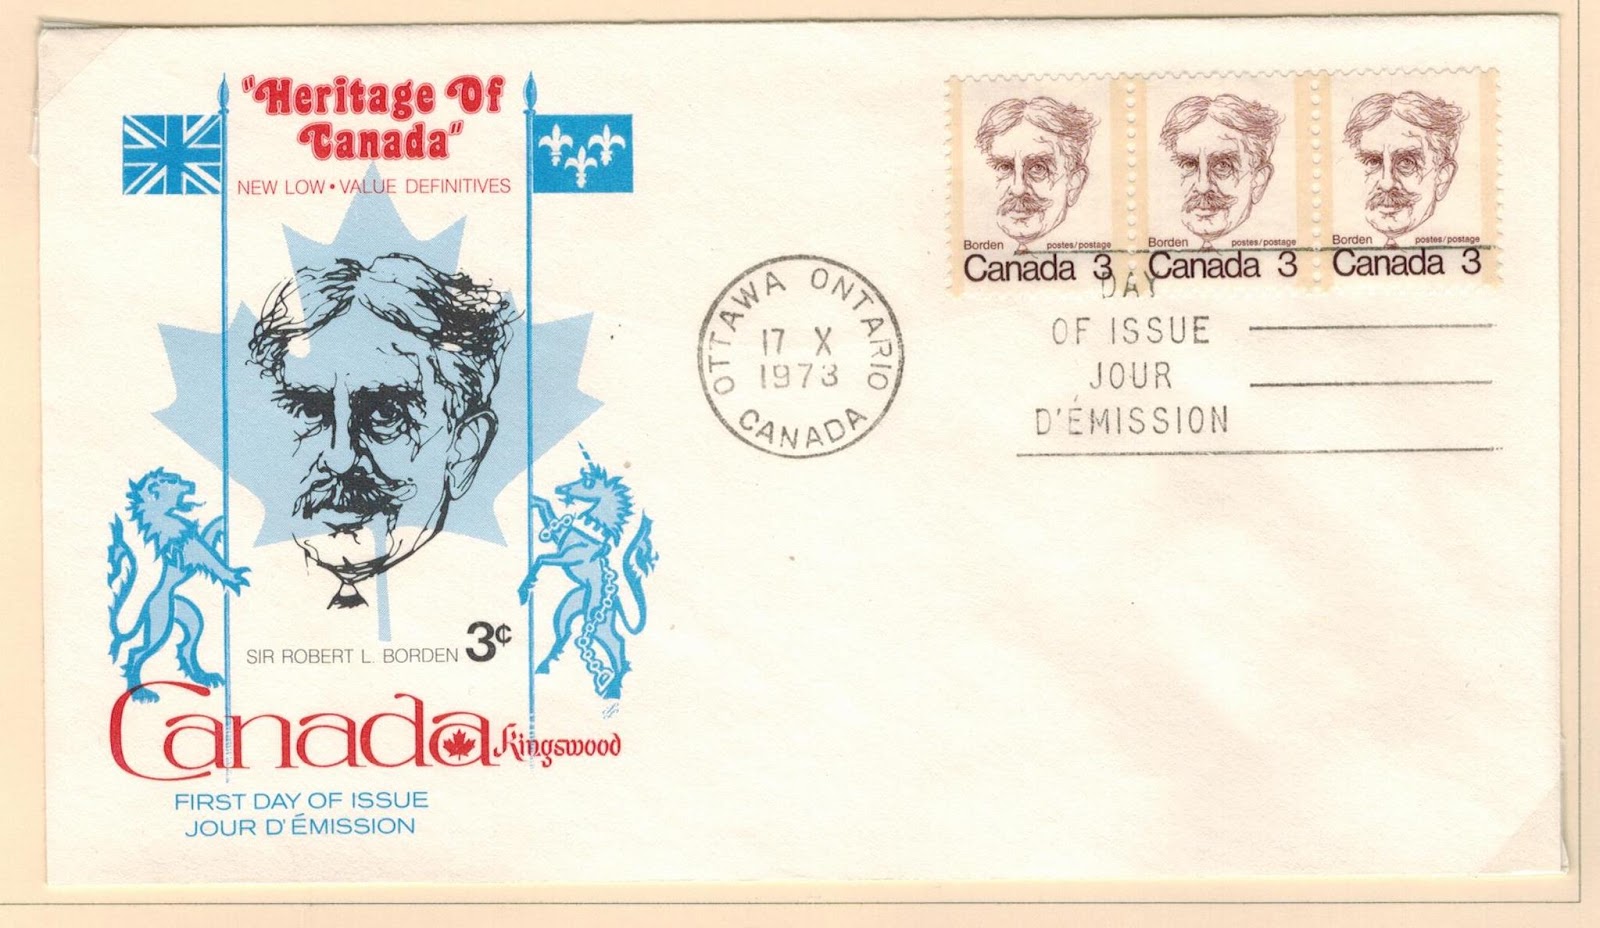 "Heritage Of
Canada"
NEW LOW • VALUE DEFINITIVES
SIR ROBERT L. BORDEN 3¢
Canada Kingswood
FIRST DAY OF ISSUE
JOUR D'ÉMISSION
OTTAWA ONTARIO
17 X
1973
CANADA
Borden postes/postage
Canada 3
Borden postes/postage
Canada 3
Borden postes/postage
Canada 3
DAY
OF ISSUE
JOUR
D'ÉMISSION